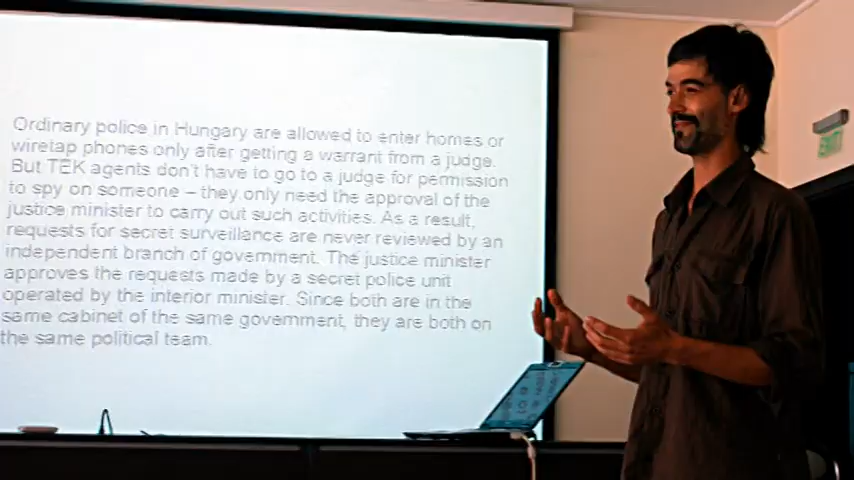 Ordinary police in Hungary are allowed to enter homes or
wiretap phones only after getting a warrant from a judge.
But TEK agents don't have to go to a judge for permission
to spy on someone – they only need the approval of the
justice minister to carry out such activities. As a result,
requests for secret surveillance are never reviewed by an
independent branch of government. The justice minister
approves the requests made by a secret police unit
operated by the interior minister. Since both are in the
same cabinet of the same government, they are both on
the same political team.